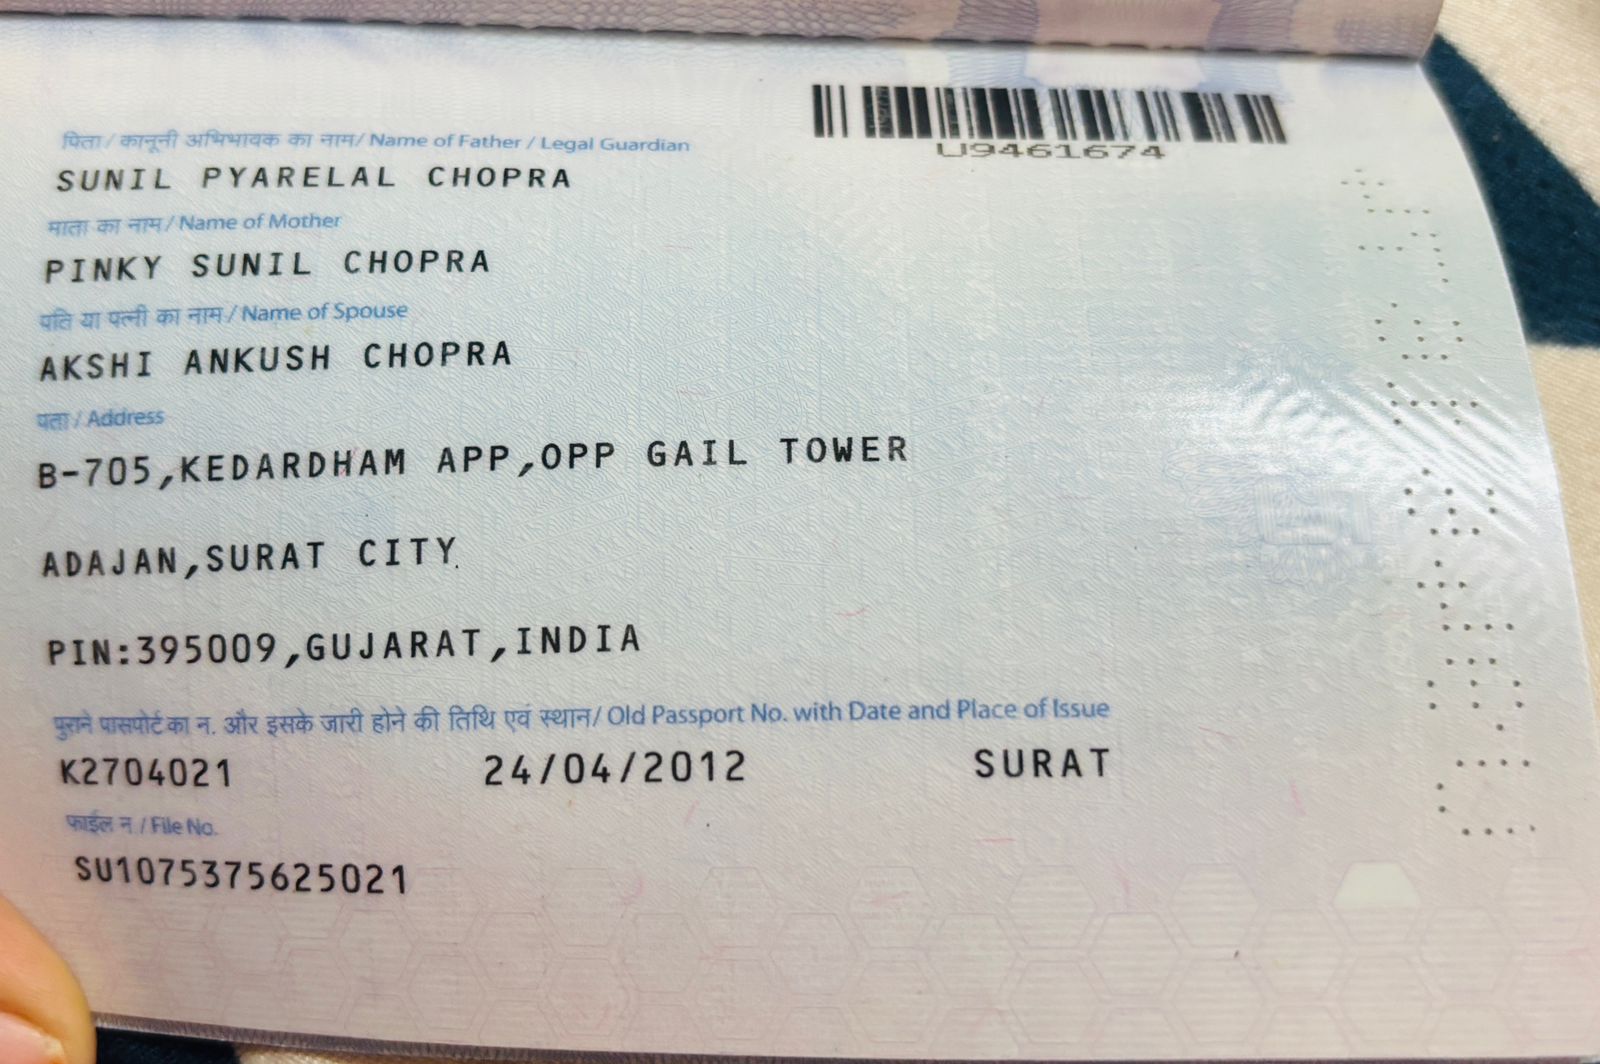 U9461674
पिता / कानूनी अभिभावक का नाम/ Name of Father / Legal Guardian
SUNIL PYARELAL CHOPRA
माता का नाम/ Name of Mother
PINKY SUNIL CHOPRA
पति या पत्नी का नाम/ Name of Spouse
AKSHI ANKUSH CHOPRA
पता / Address
B-705,KEDARDHAM APP,OPP GAIL TOWER
ADAJAN,SURAT CITY
PIN:395009,GUJARAT,INDIA
पुराने पासपोर्ट का न. और इसके जारी होने की तिथि एवं स्थान/ Old Passport No. with Date and Place of Issue
K2704021 24/04/2012 SURAT
फाईल न./ File No.
SU1075375625021
U9461674